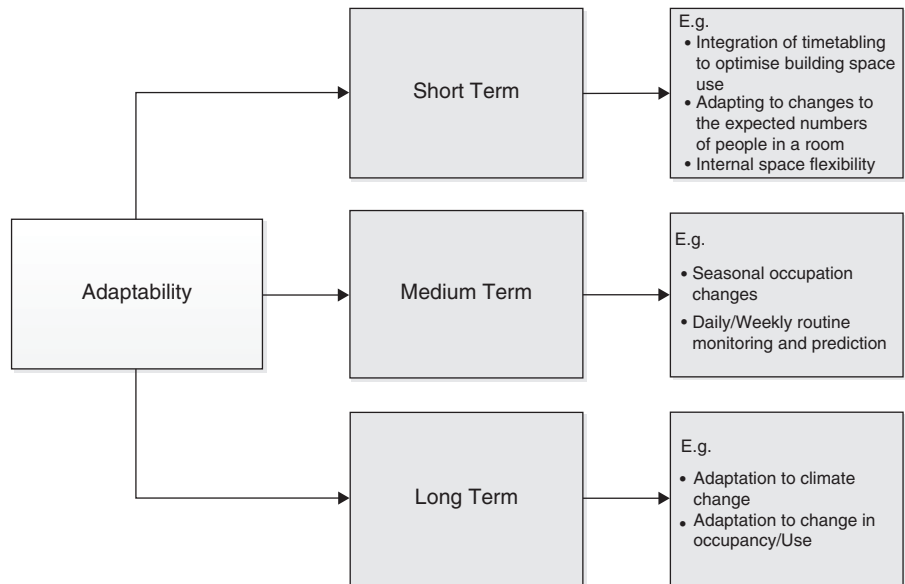 Adaptability
Short Term
E.g.
• Integration of timetabling
to optimise building space
use
• Adapting to changes to
the expected numbers
of people in a room
• Internal space flexibility
Medium Term
E.g.
• Seasonal occupation
changes
• Daily/Weekly routine
monitoring and prediction
Long Term
E.g.
• Adaptation to climate
change
• Adaptation to change in
occupancy/Use